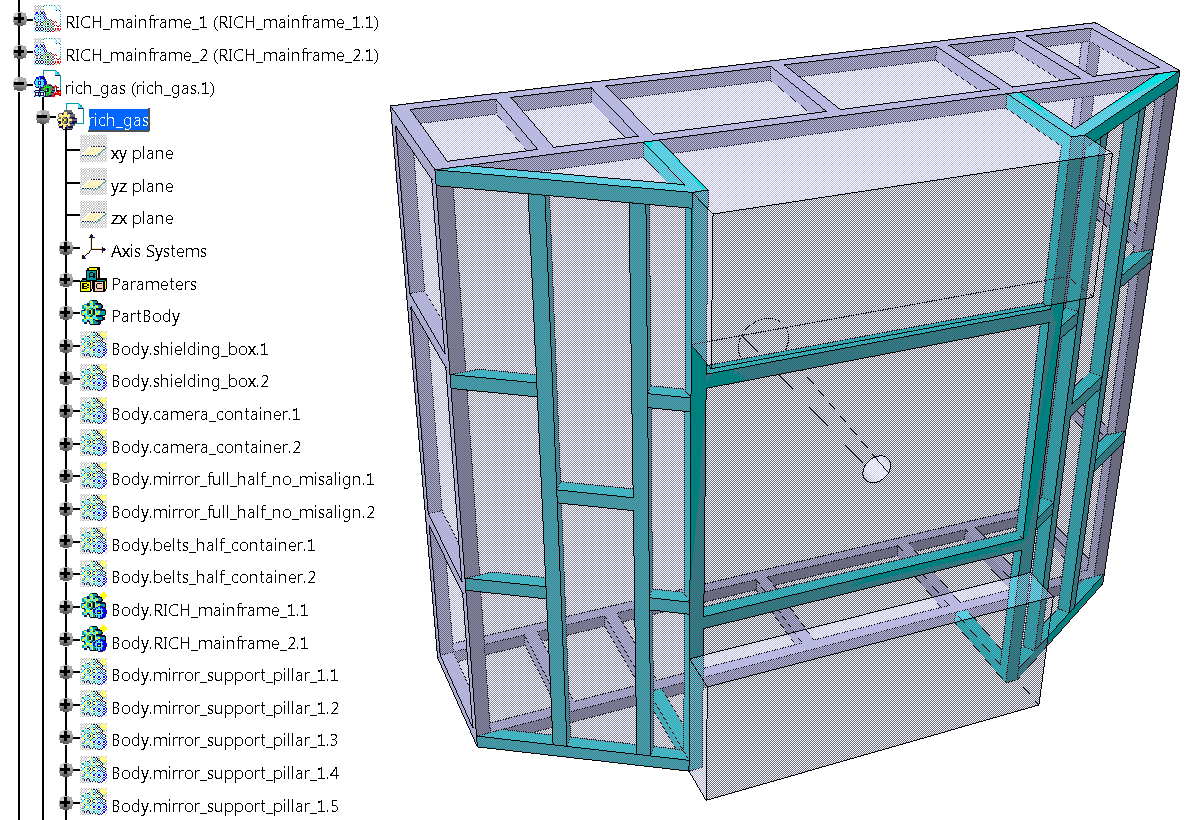 RICH_mainframe_1 (RICH_mainframe_1.1)
RICH_mainframe_2 (RICH_mainframe_2.1)
rich_gas (rich_gas.1)
rich_gas
xy plane
yz plane
zx plane
Axis Systems
Parameters
PartBody
Body.shielding_box.1
Body.shielding_box.2
Body.camera_container.1
Body.camera_container.2
Body.mirror_full_half_no_misalign.1
Body.mirror_full_half_no_misalign.2
Body.belts_half_container.1
Body.belts_half_container.2
Body.RICH_mainframe_1.1
Body.RICH_mainframe_2.1
Body.mirror_support_pillar_1.1
Body.mirror_support_pillar_1.2
Body.mirror_support_pillar_1.3
Body.mirror_support_pillar_1.4
Body.mirror_support_pillar_1.5